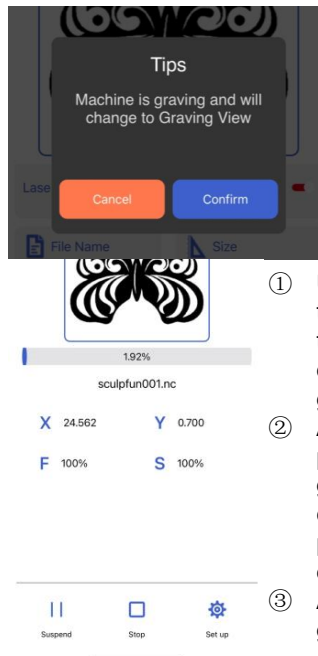 Tips
Machine is graving and will
change to Graving View
Lase
Cancel
Confirm
File Name
Size
1.92%
sculpfun001.nc
X 24.562 Y 0.700
F 100% S 100%
Suspend Stop Set up
①
②
③